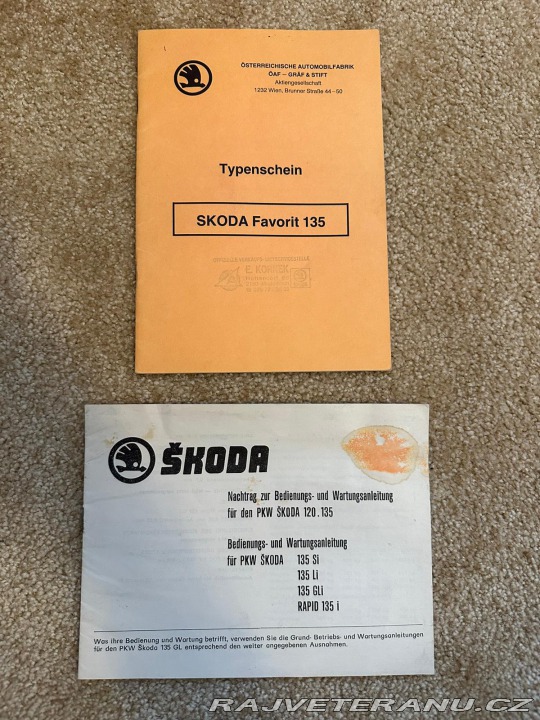 ÖSTERREICHISCHE AUTOMOBILFABRIK
ÖAF – GRÄF & STIFT
Aktiengesellschaft
1232 Wien, Brunner Straße 44-50
Typenschein
SKODA Favorit 135
ŠKODA
Nachtrag zur Bedienungs- und Wartungsanleitung
für den PKW ŠKODA 120.135
Bedienungs- und Wartungsanleitung
für PKW ŠKODA 135 Si
135 Li
135 GLi
RAPID 135 i
Was ihre Bedienung und Wartung betrifft, verwenden Sie die Grund- Betriebs- und Wartungsanleitungen
für den PKW Škoda 135 GL entsprechend den weiter angegebenen Ausnahmen.
RAJVETERANU.CZ